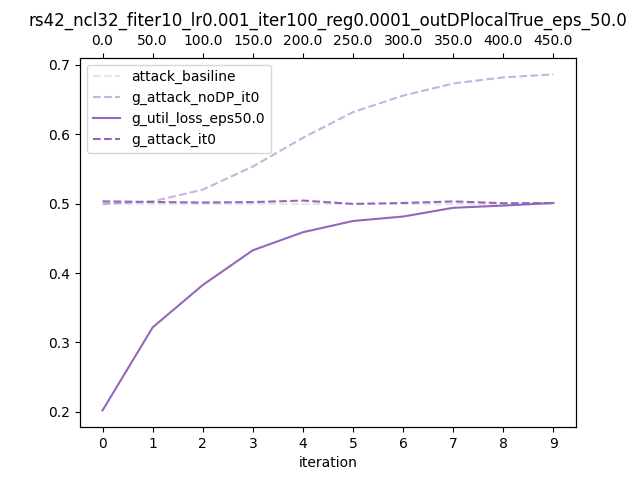 rs42_ncl32_fiter10_lr0.001_iter100_reg0.0001_outDPlocalTrue_eps_50.0
0.0 50.0 100.0 150.0 200.0 250.0 300.0 350.0 400.0 450.0
attack_basiline
g_attack_noDP_it0
g_util_loss_eps50.0
g_attack_it0
0.7
0.6
0.5
0.4
0.3
0.2
0 1 2 3 4 5 6 7 8 9
iteration